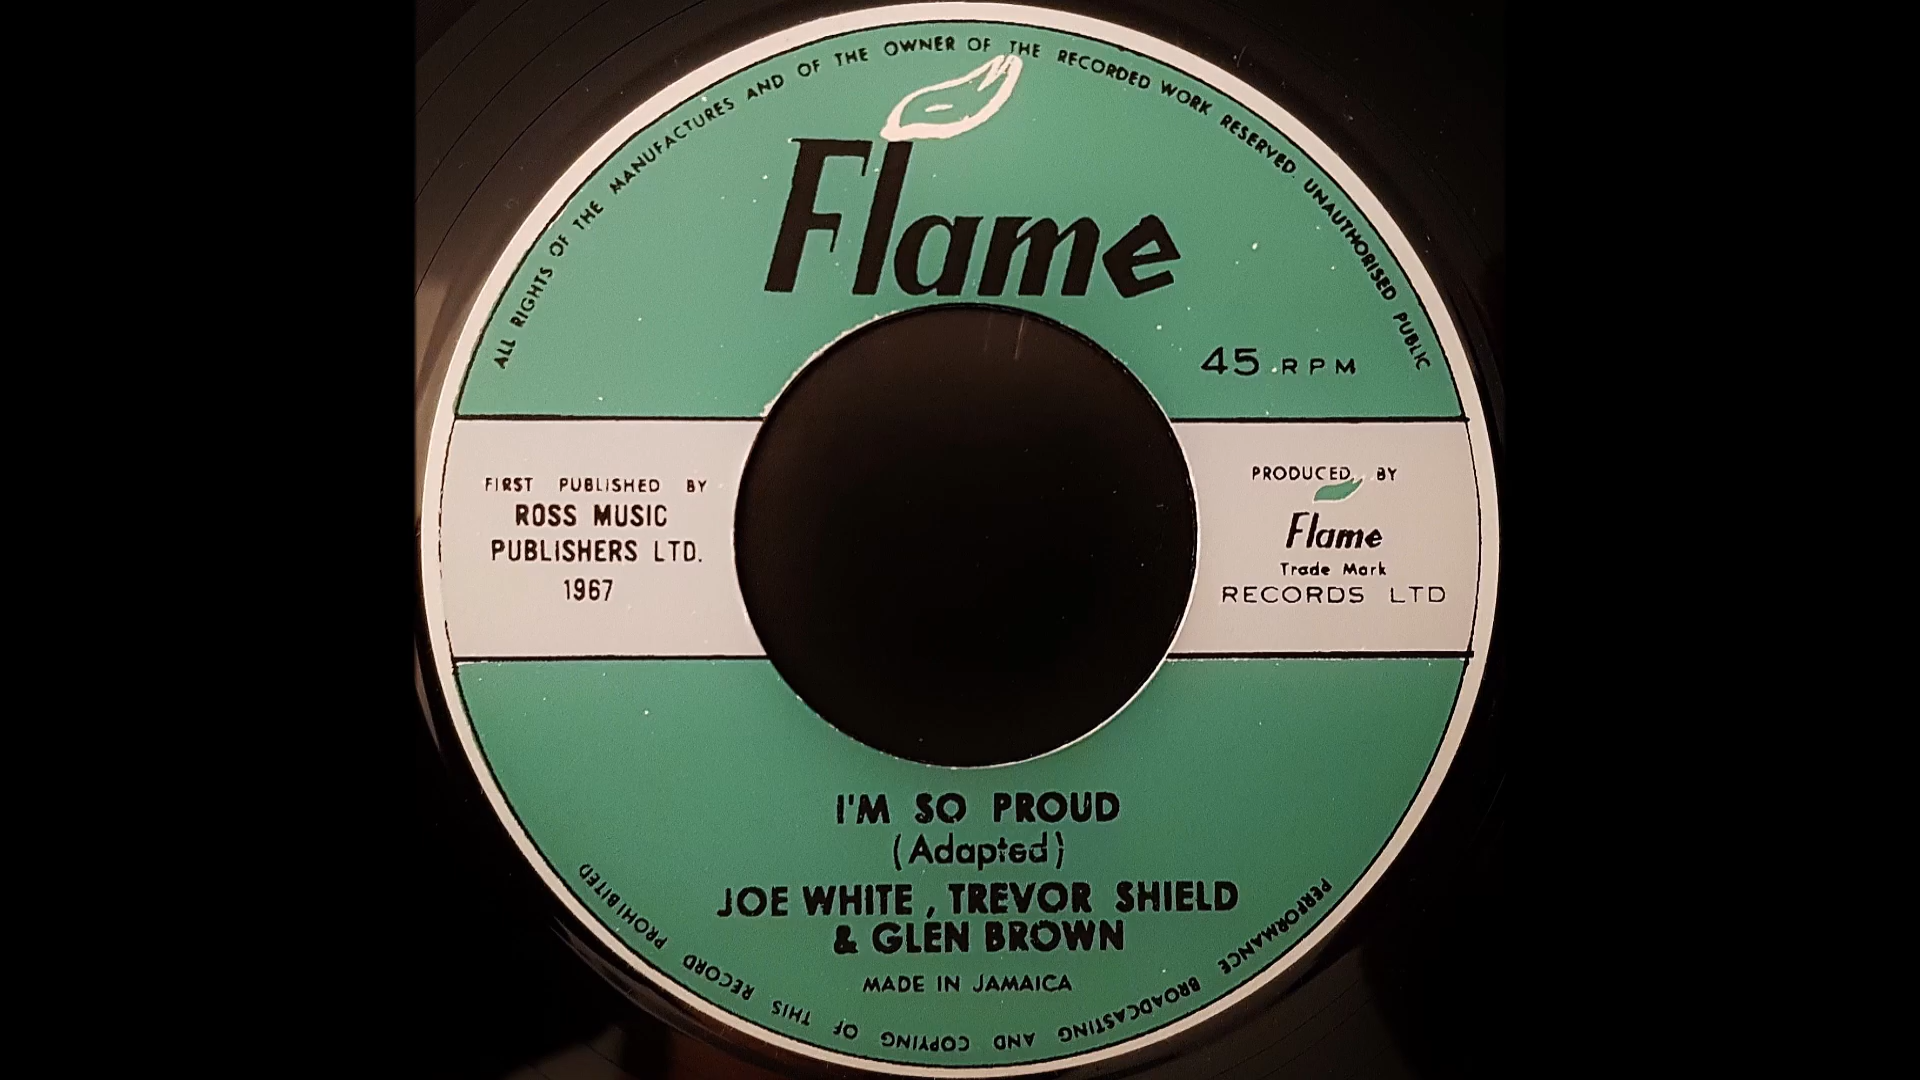 ALL RIGHTS OF THE MANUFACTURES AND OF THE OWNER OF THE RECORDED WORK RESERVED. UNAUTHORISED PUBLIC
Flame
45 RPM
FIRST PUBLISHED BY
ROSS MUSIC
PUBLISHERS LTD.
1967
PRODUCED BY
Flame
Trade Mark
RECORDS LTD
I'M SO PROUD
(Adapted)
JOE WHITE, TREVOR SHIELD
& GLEN BROWN
MADE IN JAMAICA
PERFORMANCE BROADCASTING AND COPYING OF THIS RECORD PROHIBITED